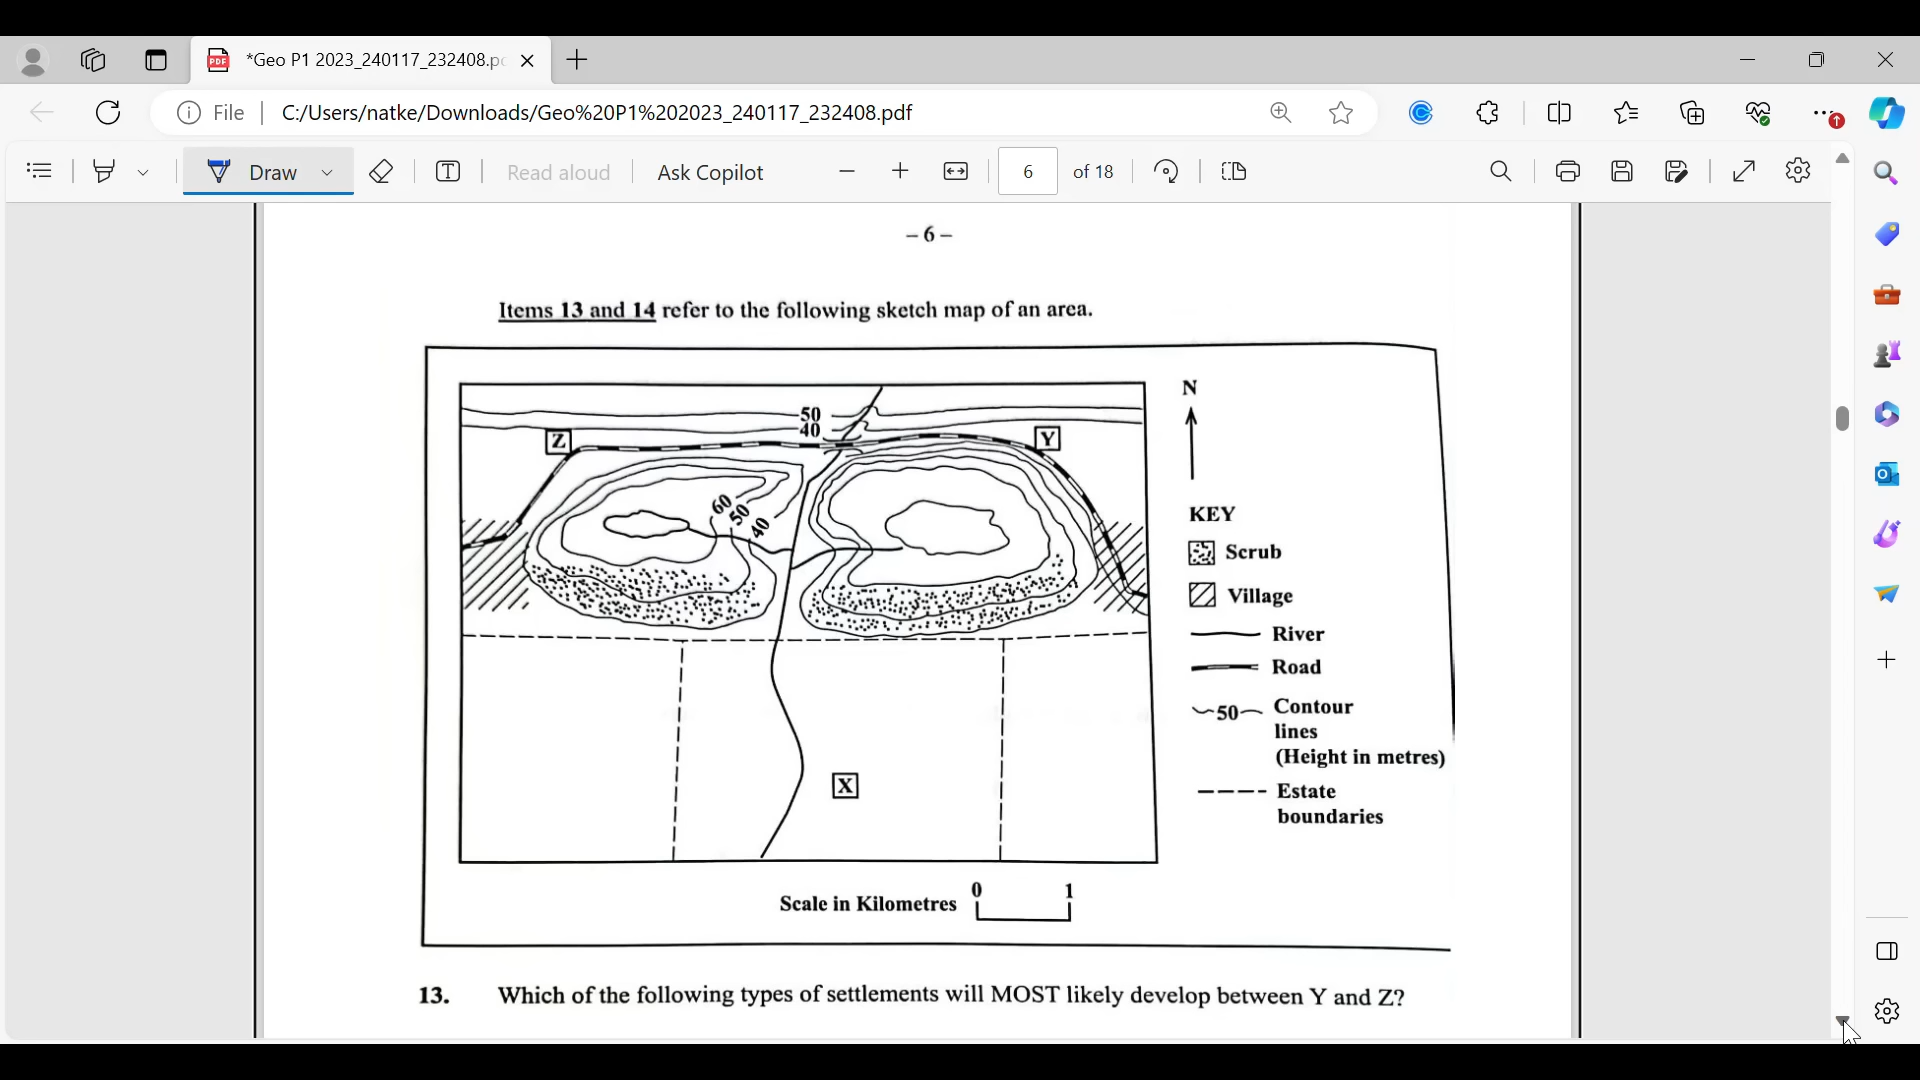 *Geo P1 2023_240117_232408.pc
File
C:/Users/natke/Downloads/Geo%20P1%202023_240117_232408.pdf
Draw
Read aloud
Ask Copilot
6
of 18
– 6 –
Items 13 and 14 refer to the following sketch map of an area.
50
40
Z
Y
60
50
40
X
N
KEY
Scrub
Village
River
Road
50
Contour
lines
(Height in metres)
Estate
boundaries
Scale in Kilometres
0
1
13. Which of the following types of settlements will MOST likely develop between Y and Z?